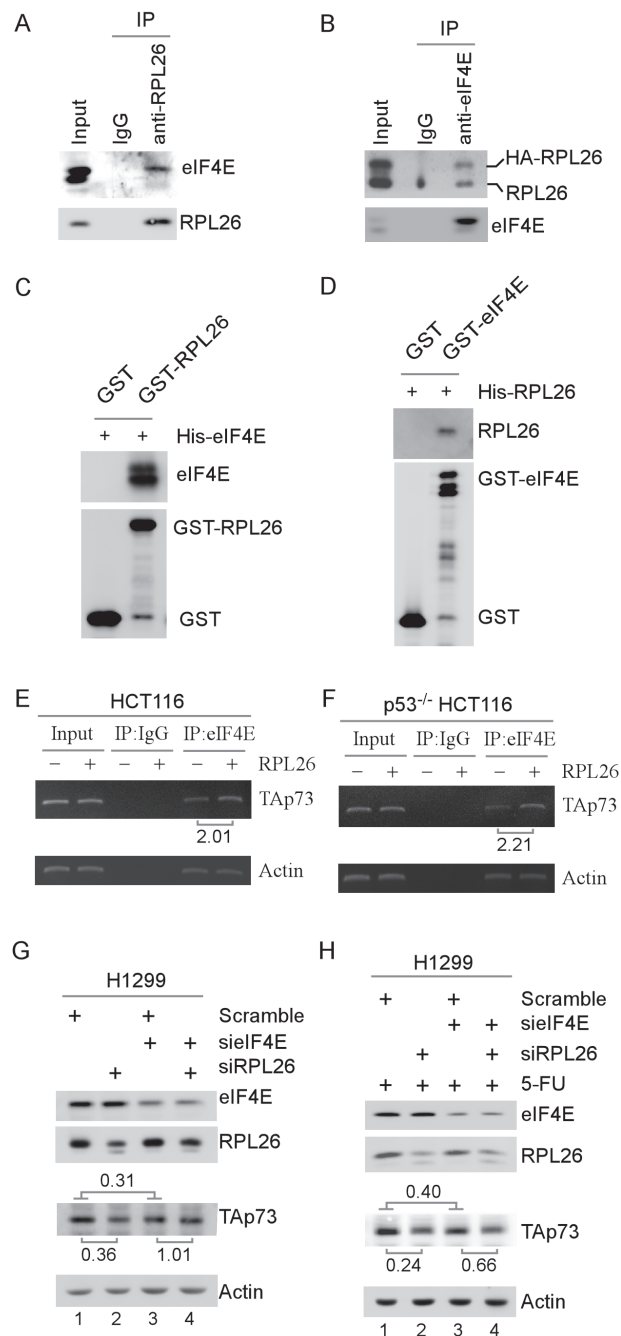 A
IP
Input
IgG
anti-RPL26
eIF4E
RPL26
B
IP
Input
IgG
anti-eIF4E
HA-RPL26
RPL26
eIF4E
C
GST
GST-RPL26
+ + His-eIF4E
eIF4E
GST-RPL26
GST
D
GST
GST-eIF4E
+ + His-RPL26
RPL26
GST-eIF4E
GST
E
HCT116
Input IP:IgG IP:eIF4E
− + − + − + RPL26
TAp73
2.01
Actin
F
p53-/- HCT116
Input IP:IgG IP:eIF4E
− + − + − + RPL26
TAp73
2.21
Actin
G
H1299
+ + Scramble
+ + sieIF4E
+ + siRPL26
eIF4E
RPL26
0.31
TAp73
0.36 1.01
Actin
1 2 3 4
H
H1299
+ + Scramble
+ + sieIF4E
+ + siRPL26
+ + + + 5-FU
eIF4E
RPL26
0.40
TAp73
0.24 0.66
Actin
1 2 3 4